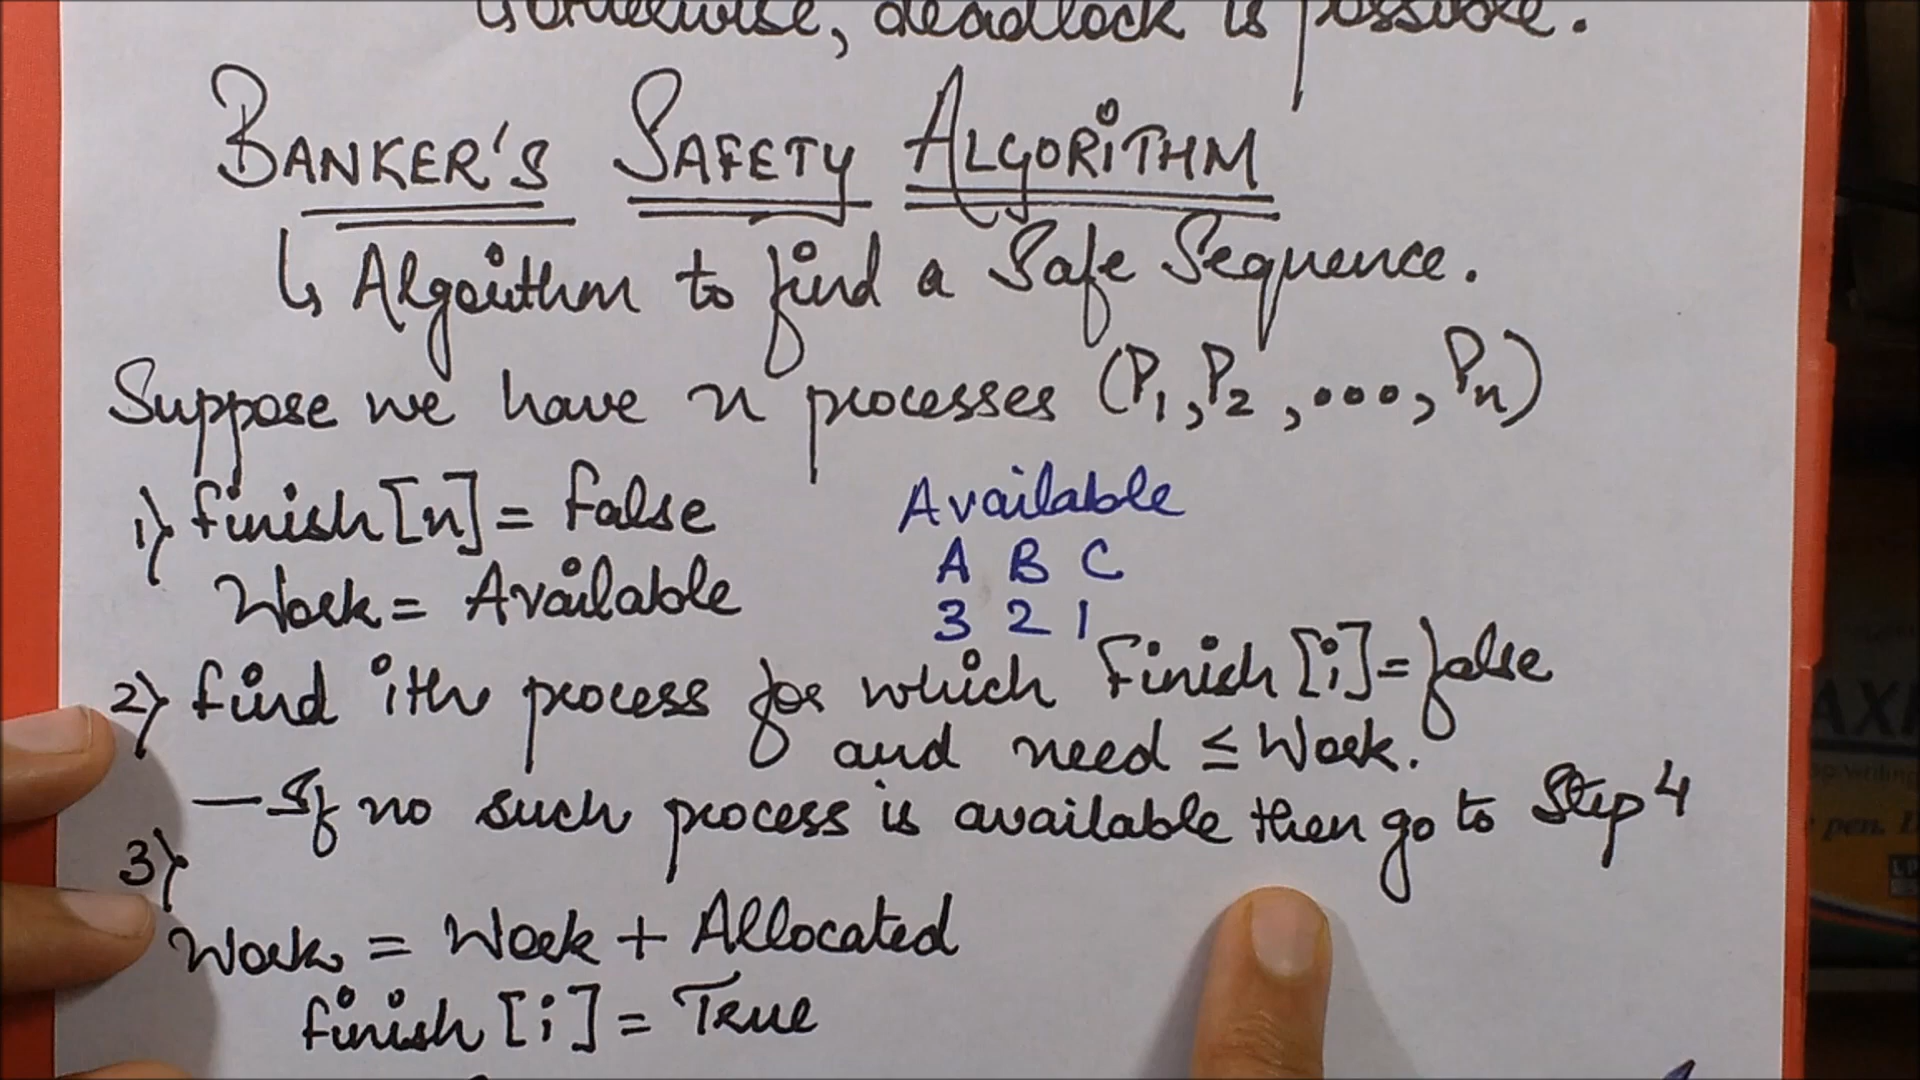 otherwise, deadlock is possible.
BANKER'S SAFETY ALGORITHM
↳ Algorithm to find a Safe Sequence.
Suppose we have n processes (P1, P2, ..., Pn)
1) finish[n] = false
Work = Available
Available
A B C
3 2 1
2) find ith process for which Finish[i] = false
and need ≤ Work.
— If no such process is available then go to Step 4
3)
Work = Work + Allocated
finish[i] = True
pen.